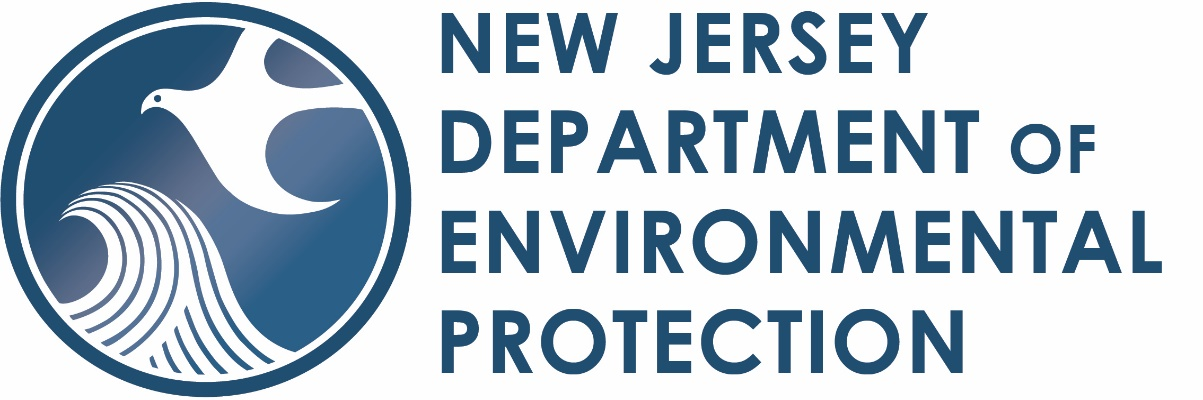 NEW JERSEY
DEPARTMENT OF
ENVIRONMENTAL
PROTECTION